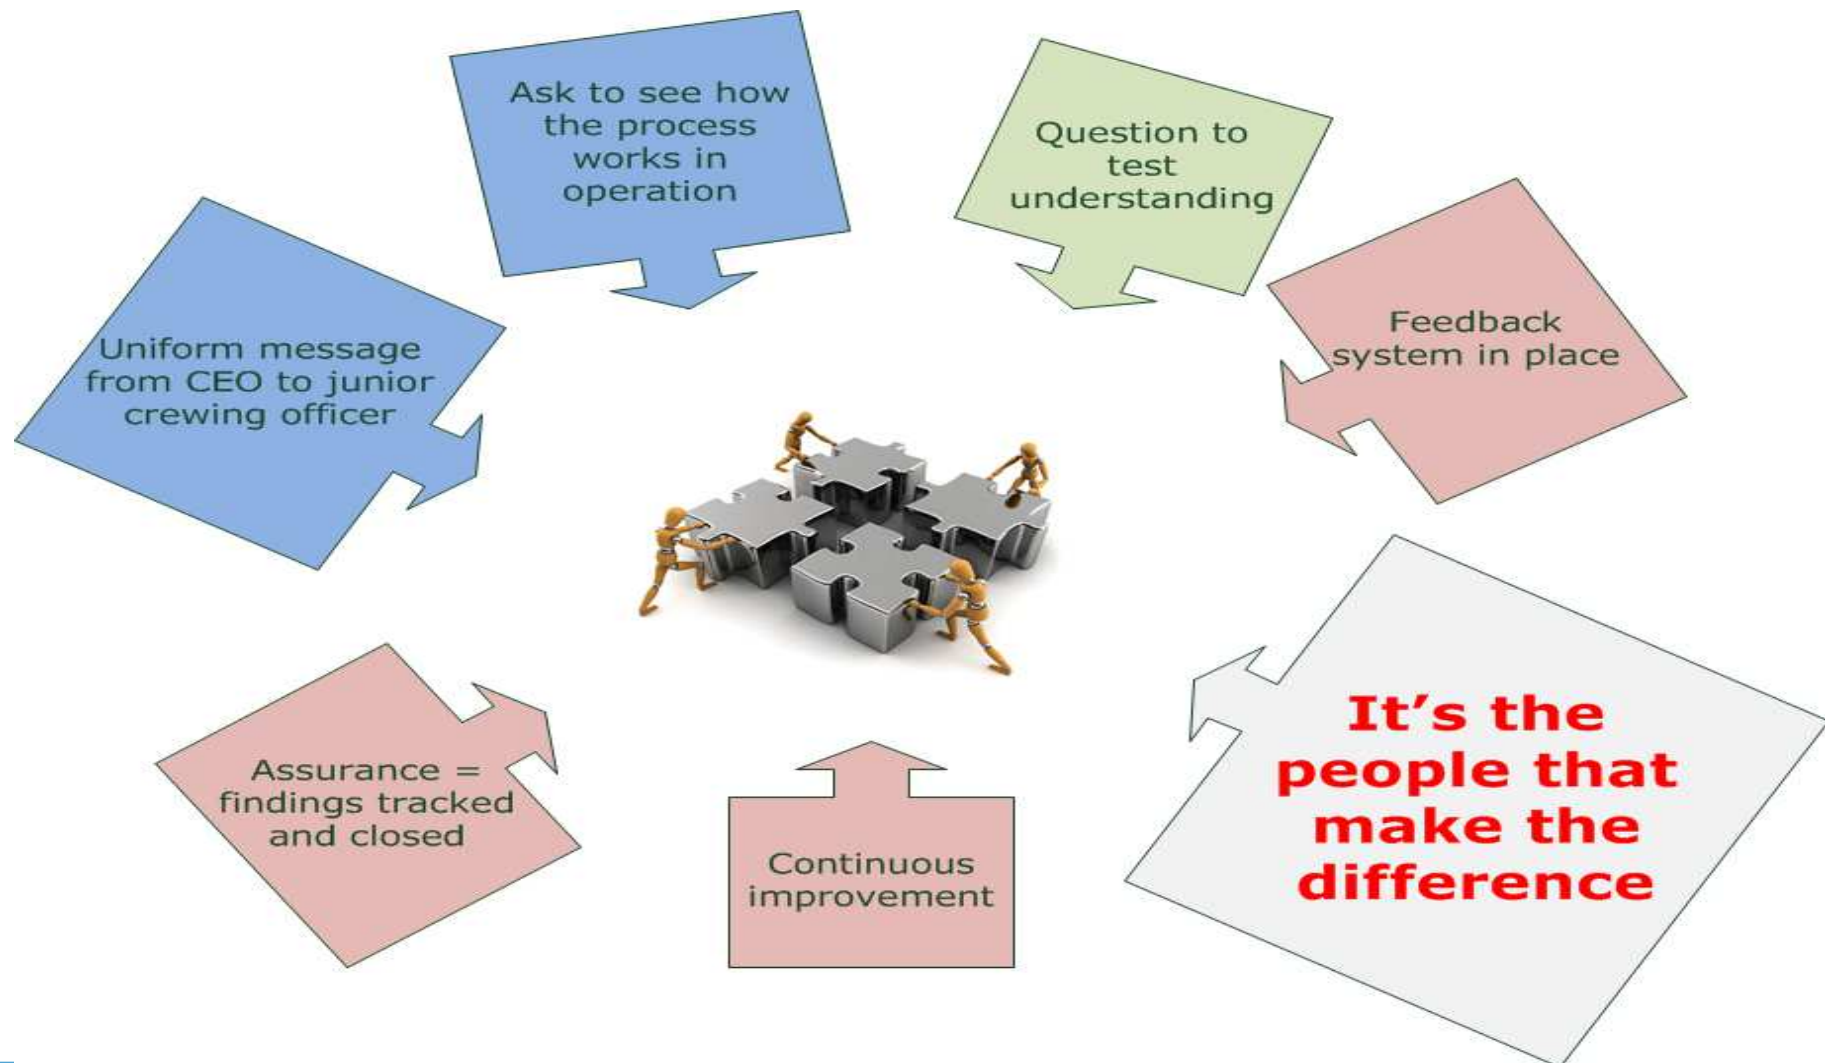 Ask to see how
the process
works in
operation
Question to
test
understanding
Uniform message
from CEO to junior
crewing officer
Feedback
system in place
Assurance =
findings tracked
and closed
Continuous
improvement
It’s the
people that
make the
difference